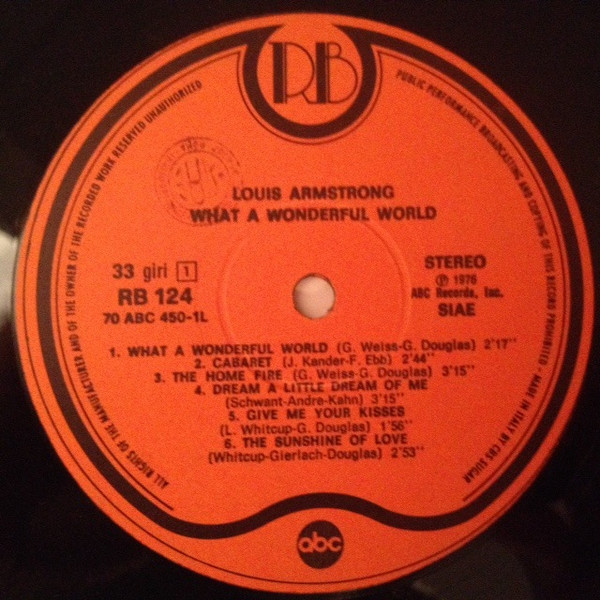 RB
ALL RIGHTS OF THE MANUFACTURER AND OF THE OWNER OF THE RECORDED WORK RESERVED UNAUTHORIZED
PUBLIC PERFORMANCE BROADCASTING AND COPYING OF THIS RECORD PROHIBITED - MADE IN ITALY BY CBS SUGAR
LOUIS ARMSTRONG
WHAT A WONDERFUL WORLD
33 giri 1
RB 124
70 ABC 450-1L
STEREO
Ⓟ 1976
ABC Records, Inc.
SIAE
1. WHAT A WONDERFUL WORLD (G. Weiss-G. Douglas) 2'17''
2. CABARET (J. Kander-F. Ebb) 2'44''
3. THE HOME FIRE (G. Weiss-G. Douglas) 3'15''
4. DREAM A LITTLE DREAM OF ME
(Schwant-Andre-Kahn) 3'15''
5. GIVE ME YOUR KISSES
(L. Whitcup-G. Douglas) 1'56''
6. THE SUNSHINE OF LOVE
(Whitcup-Gierlach-Douglas) 2'53''
abc